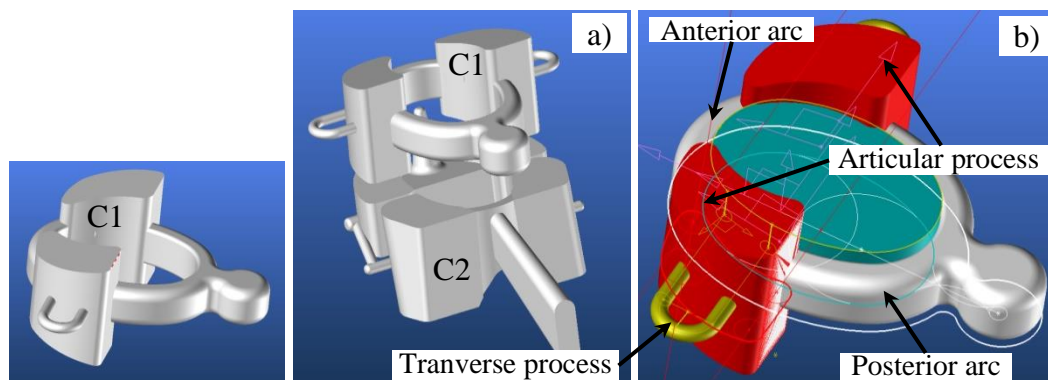 C1
a)
C1
C2
b)
Anterior arc
Articular process
Tranverse process
Posterior arc